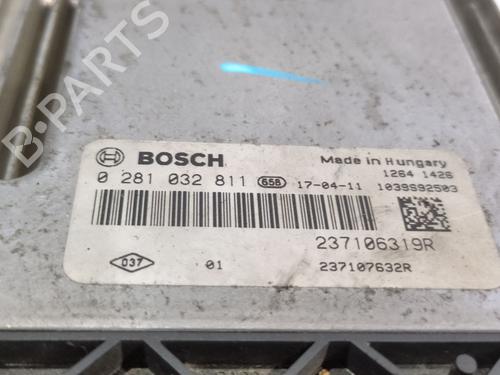 B-PARTS
BOSCH
Made in Hungary
0 281 032 811 656 17-04-11
1264 1426
1039S92503
237106319R
037 01 237107632R